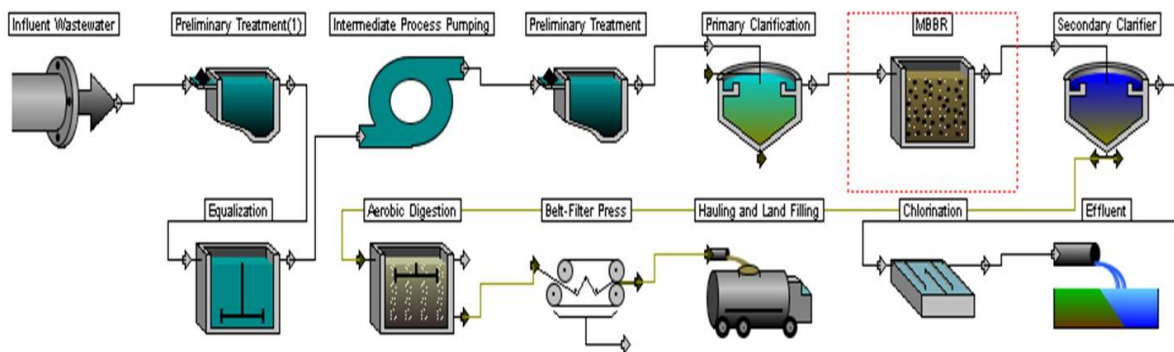 Influent Wastewater
Preliminary Treatment(1)
Intermediate Process Pumping
Preliminary Treatment
Primary Clarification
MBBR
Secondary Clarifier
Equalization
Aerobic Digestion
Belt-Filter Press
Hauling and Land Filling
Chlorination
Effluent